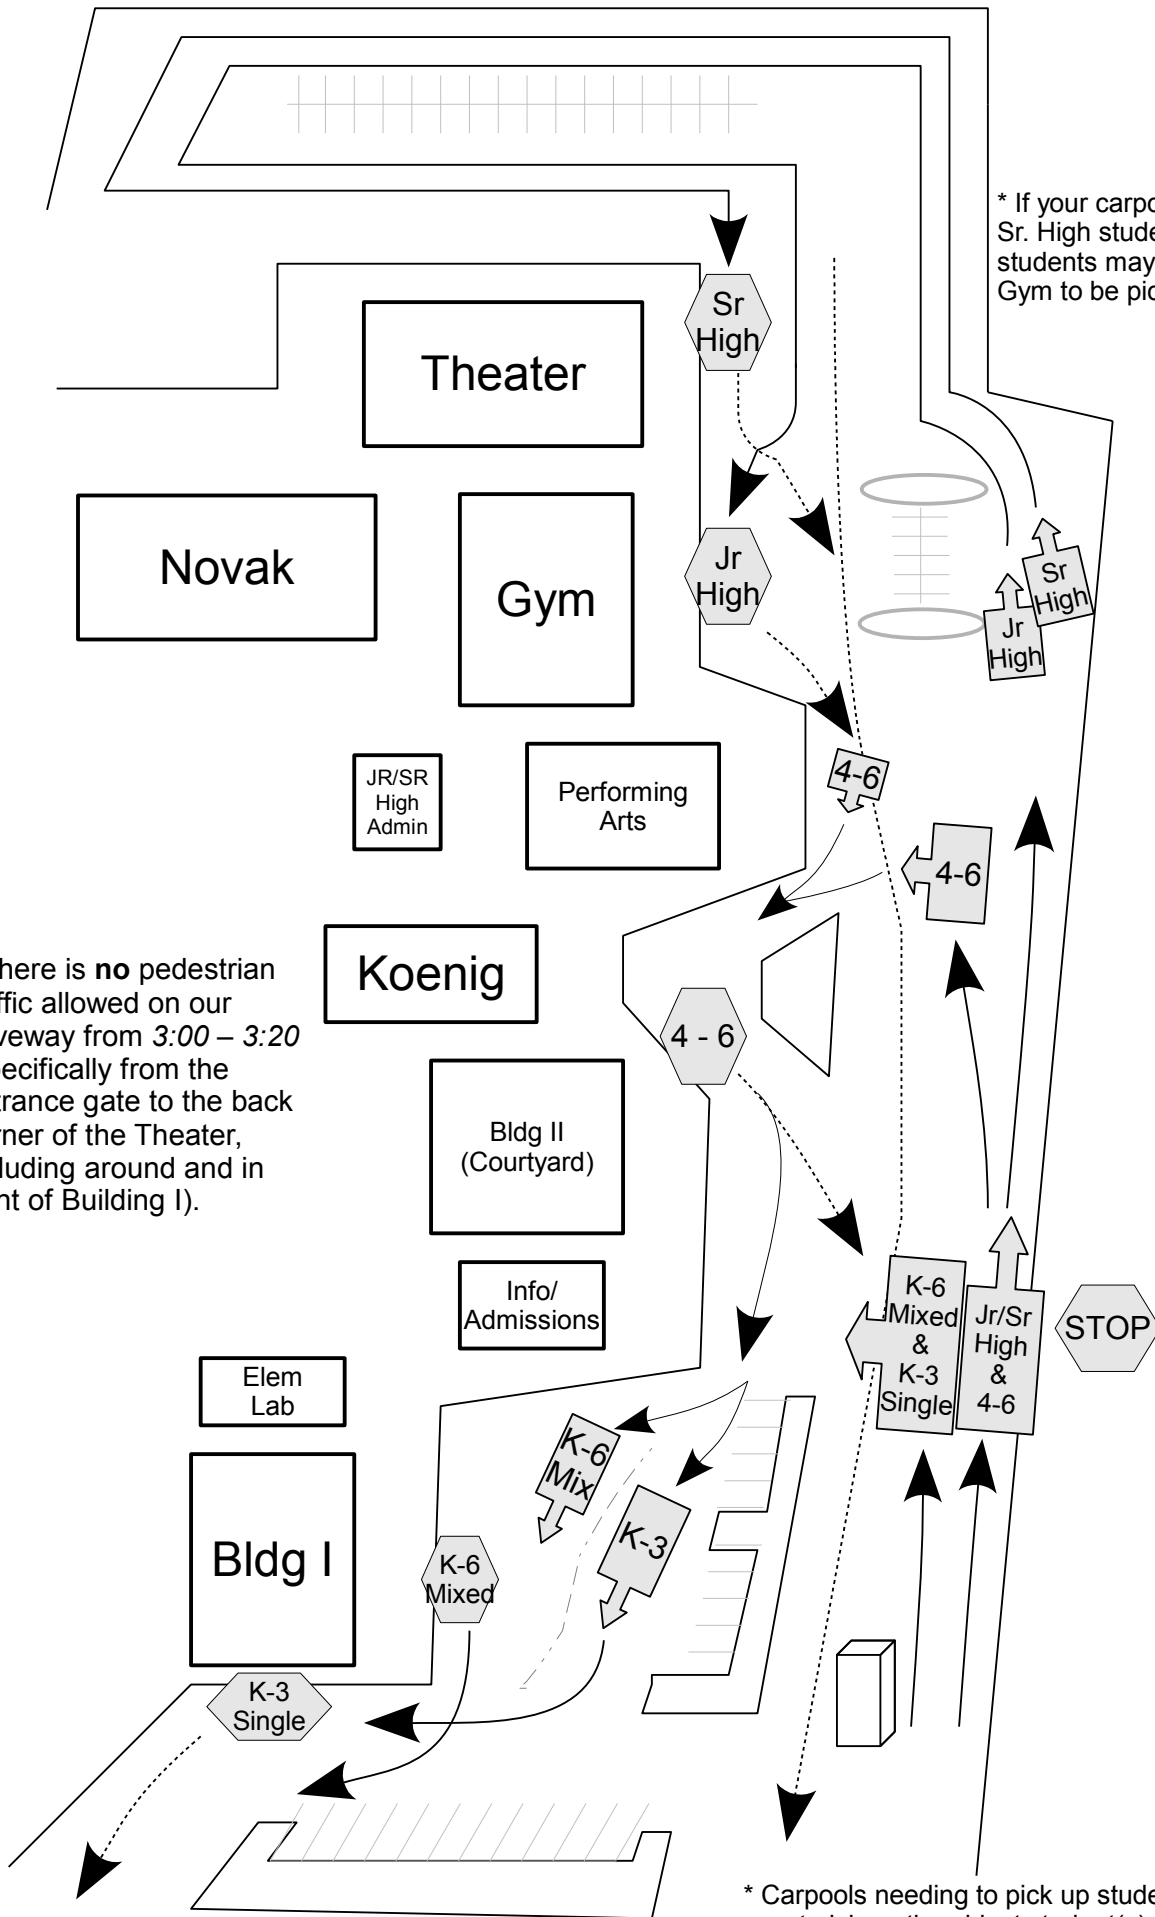 * If your carpo
Sr. High stude
students may
Gym to be pic
Sr
High
Theater
Novak
Gym
Jr
High
Sr
High
Jr
High
JR/SR
High
Admin
Performing
Arts
4-6
4-6
Koenig
here is no pedestrian
ffic allowed on our
veway from 3:00 – 3:20
pecifically from the
trance gate to the back
rner of the Theater,
luding around and in
nt of Building I).
4 - 6
Bldg II
(Courtyard)
Info/
Admissions
K-6
Mixed
&
K-3
Single
Jr/Sr
High
&
4-6
STOP
Elem
Lab
K-6
Mix
K-3
Bldg I
K-6
Mixed
K-3
Single
* Carpools needing to pick up stude